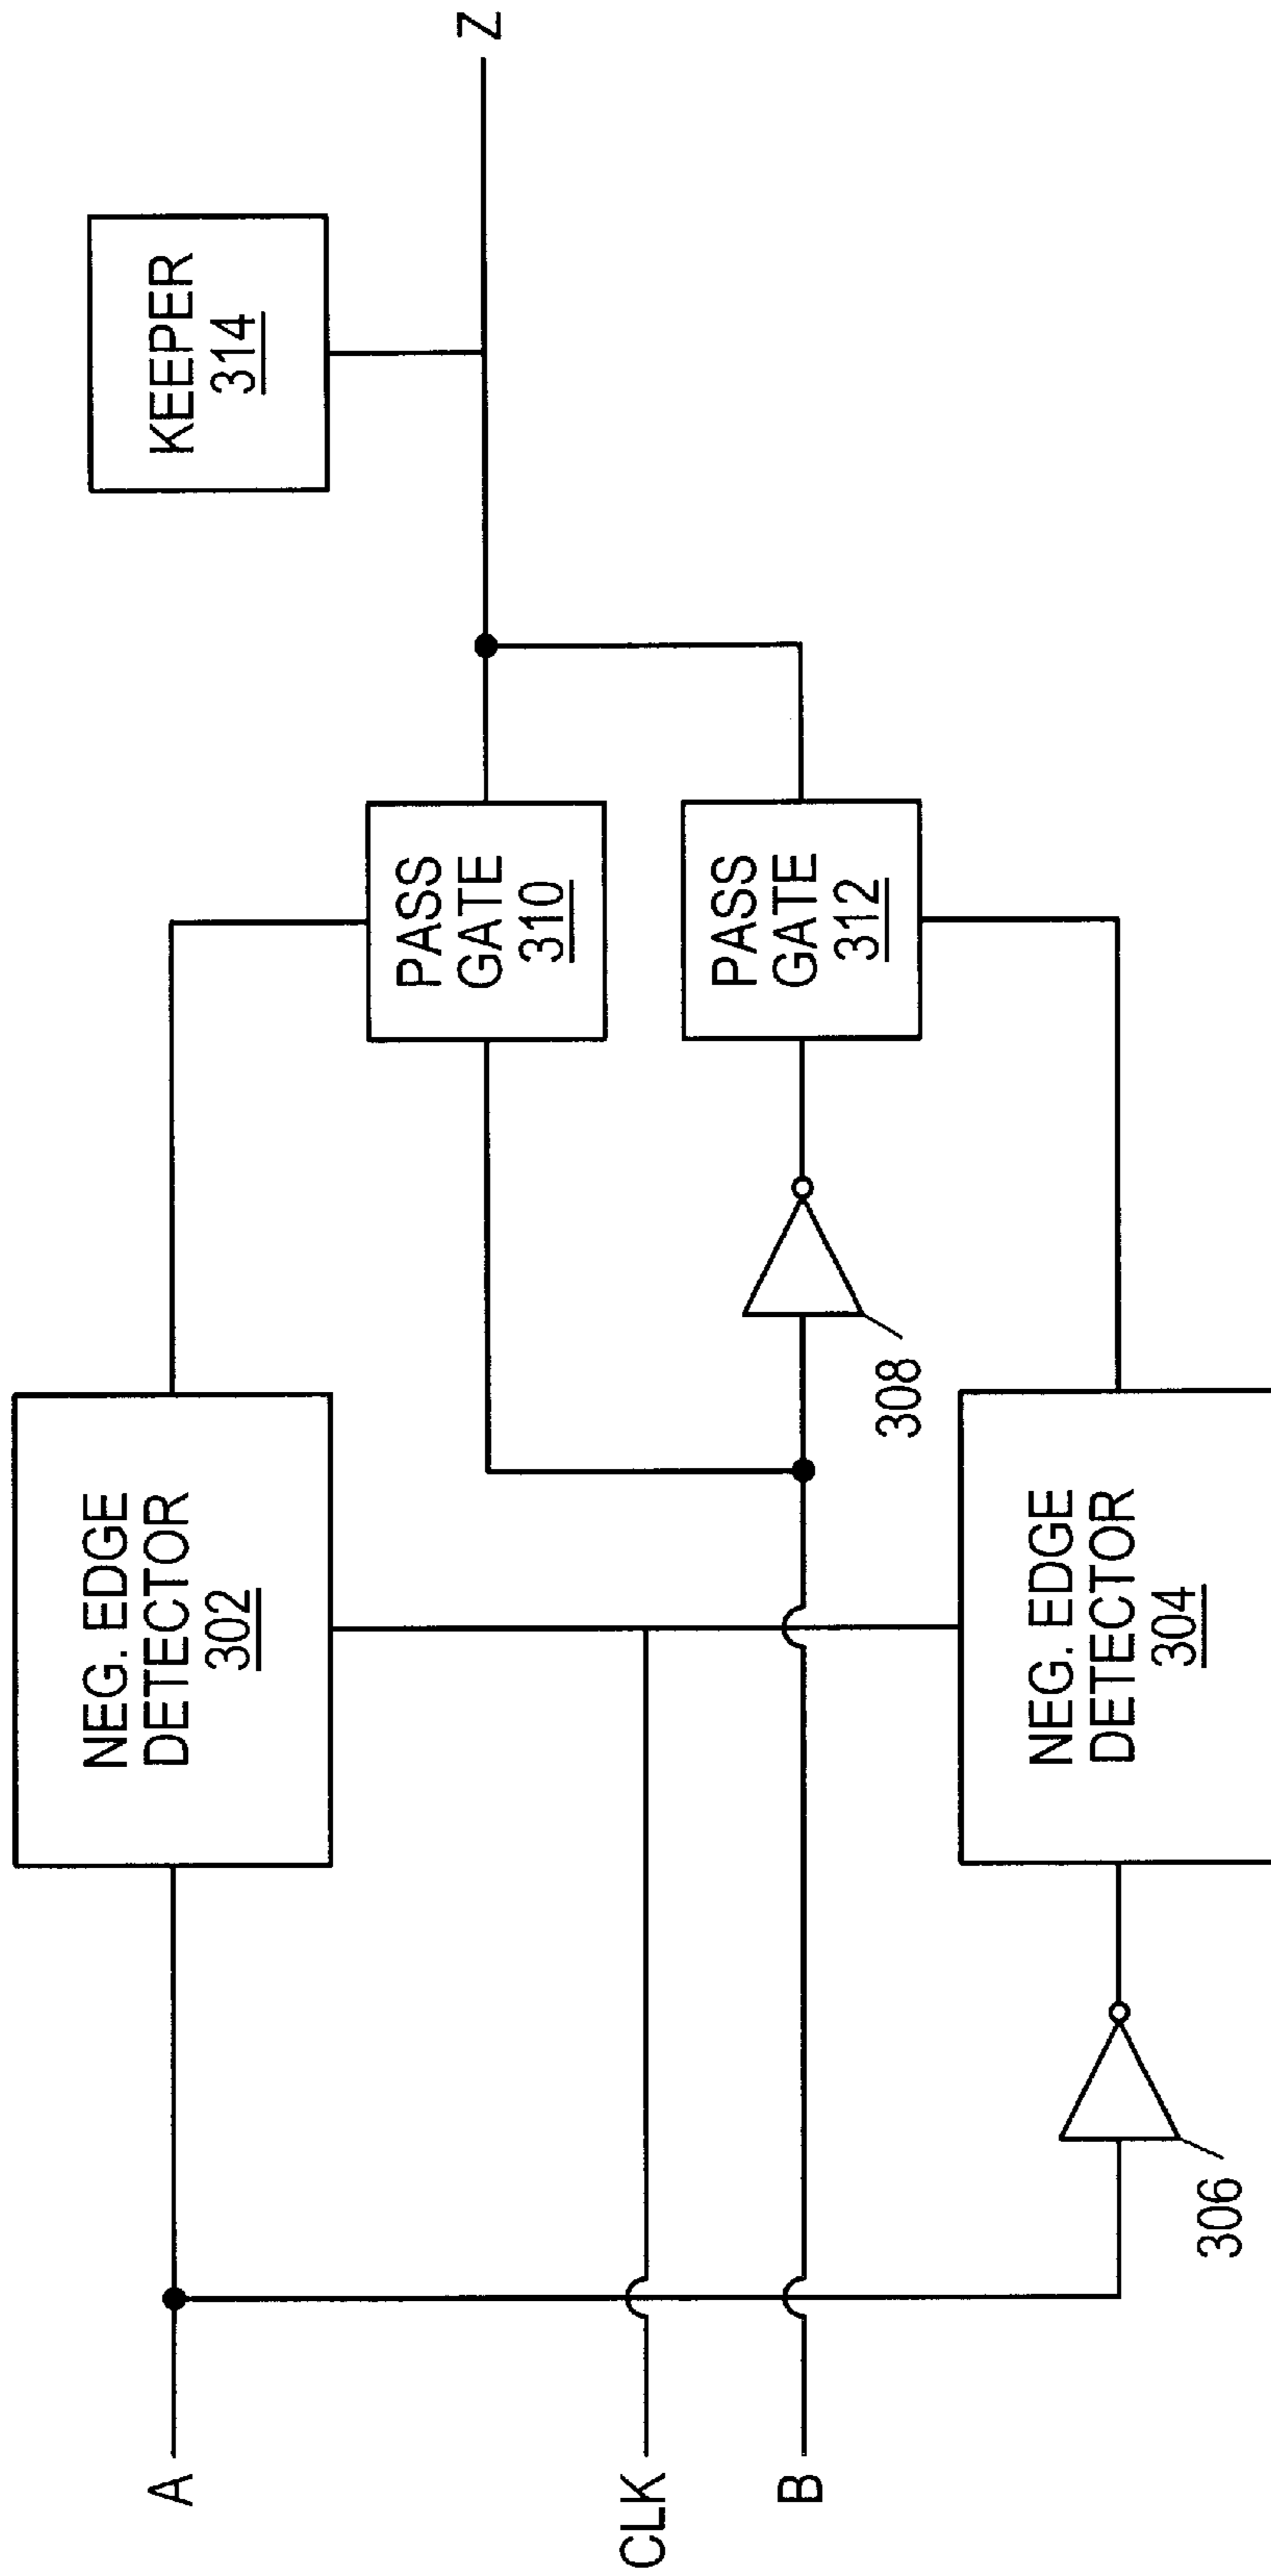 A
CLK
B
NEG. EDGE
DETECTOR
302
NEG. EDGE
DETECTOR
304
306
308
PASS
GATE
310
PASS
GATE
312
KEEPER
314
Z